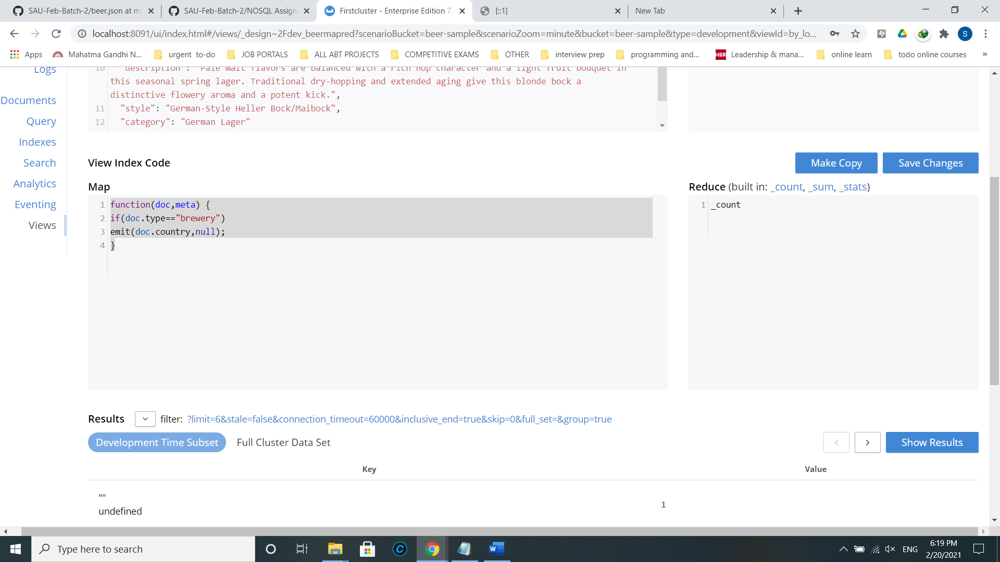 SAU-Feb-Batch-2/beer.json at ma
SAU-Feb-Batch-2/NOSQL Assign
Firstcluster - Enterprise Edition 7.
[::1]
New Tab
localhost:8091/ui/index.html#/views/_design~2Fdev_beermapred?scenarioBucket=beer-sample&scenarioZoom=minute&bucket=beer-sample&type=development&viewId=by_lo...
S
Apps
Mahatma Gandhi N...
urgent to-do
JOB PORTALS
ALL ABT PROJECTS
COMPETITIVE EXAMS
OTHER
interview prep
programming and...
HBR
Leadership & mana...
online learn
todo online courses
»
Logs
Documents
Query
Indexes
Search
Analytics
Eventing
Views
10 "description": "Pale malt flavors are balanced with a rich hop character and a light fruit bouquet in
this seasonal spring lager. Traditional dry-hopping and extended aging give this blonde bock a
distinctive flowery aroma and a potent kick.",
11 "style": "German-Style Heller Bock/Maibock",
12 "category": "German Lager"
View Index Code
Make Copy
Save Changes
Map
Reduce (built in: _count, _sum, _stats)
1 function(doc,meta) {
2 if(doc.type=="brewery")
3 emit(doc.country,null);
4 }
1 _count
Results
filter: ?limit=6&stale=false&connection_timeout=60000&inclusive_end=true&skip=0&full_set=&group=true
Development Time Subset
Full Cluster Data Set
Show Results
Key
Value
""
undefined
1
Type here to search
W
ENG
6:19 PM
2/20/2021